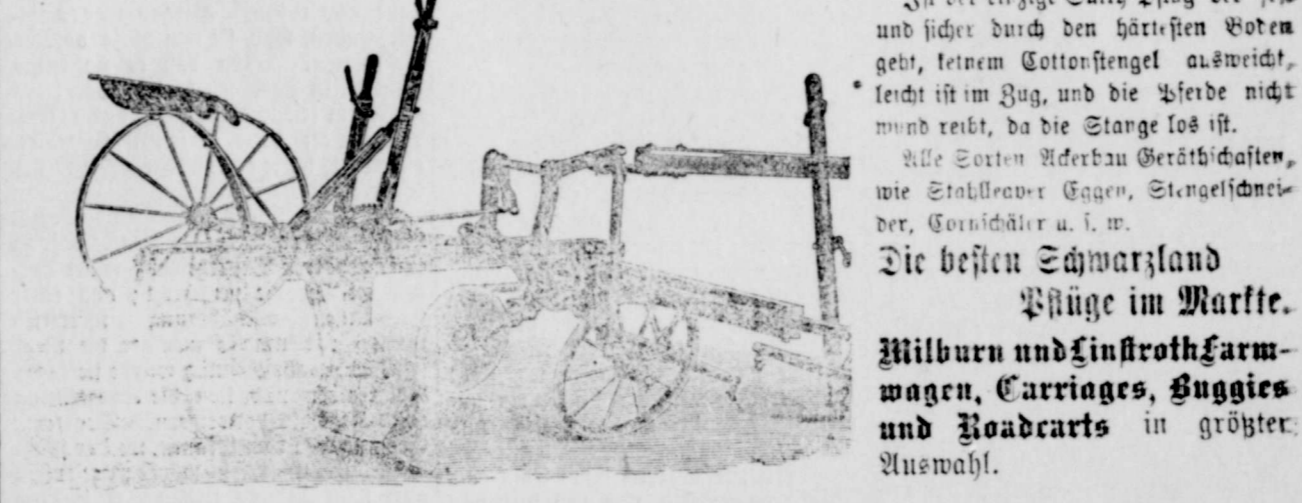 und sicher durch den härtesten Boden
geht, keinem Cottonstengel ausweicht,
leicht ist im Zug, und die Pferde nicht
wund reibt, da die Stange los ist.
Alle Sorten Ackerbau Geräthschaften,
wie Eggen, Stengelschnei-
der, Cornschäler u. s. w.
Die besten Schwarzland
Pflüge im Markte.
Milburn und Linstroth Farm-
wagen, Carriages, Buggies
und Roadcarts in größter
Auswahl.